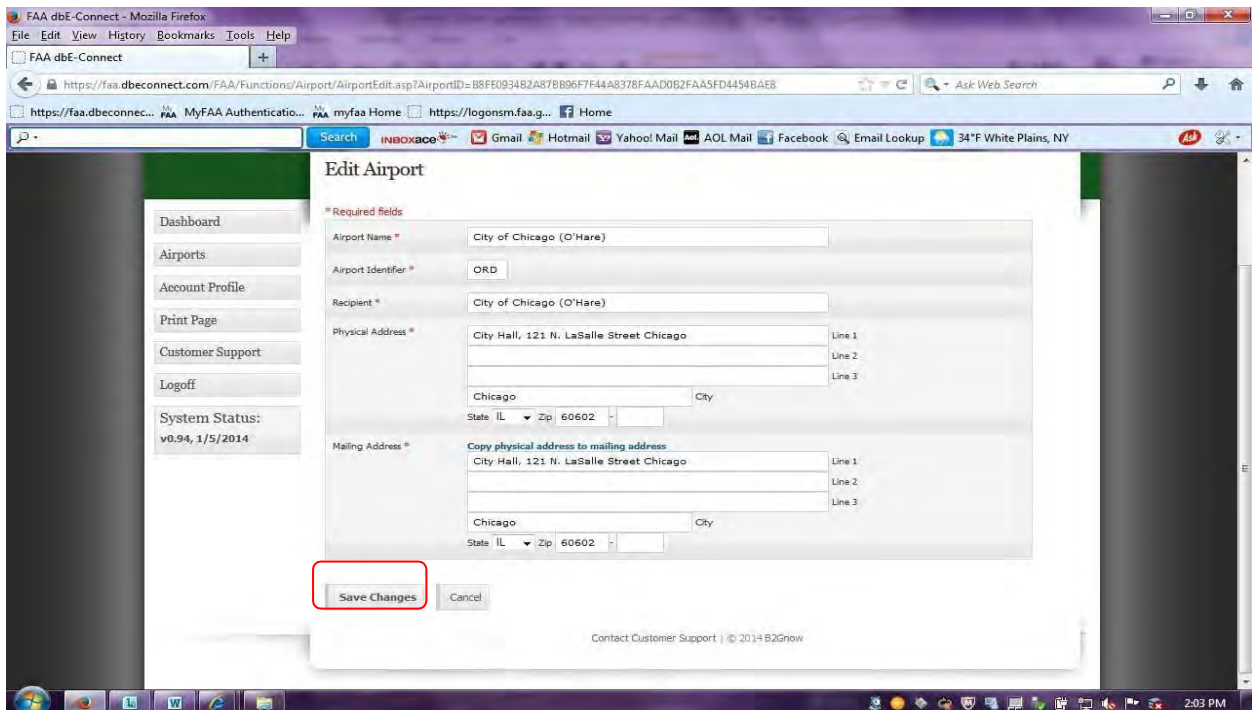 FAA dbE-Connect - Mozilla Firefox
File Edit View History Bookmarks Tools Help
FAA dbE-Connect +
https://faa.dbeconnect.com/FAA/Functions/Airport/AirportEdit.asp?AirportID=B8FE0934B2A87BB96F7F44A8378FAAD0B2FAA5FD4454BAE8 Ask Web Search
https://faa.dbeconnec... FAA MyFAA Authenticatio... FAA myfaa Home https://logonsm.faa.g... Home
Search INBOXace Gmail Hotmail Yahoo! Mail Aol. AOL Mail Facebook Email Lookup 34°F White Plains, NY
Edit Airport
* Required fields
Dashboard
Airports
Account Profile
Print Page
Customer Support
Logoff
System Status:
v0.94, 1/5/2014
Airport Name * City of Chicago (O'Hare)
Airport Identifier * ORD
Recipient * City of Chicago (O'Hare)
Physical Address * City Hall, 121 N. LaSalle Street Chicago Line 1
Line 2
Line 3
Chicago City
State IL Zip 60602 -
Mailing Address * Copy physical address to mailing address
City Hall, 121 N. LaSalle Street Chicago Line 1
Line 2
Line 3
Chicago City
State IL Zip 60602 -
Save Changes Cancel
Contact Customer Support | © 2014 B2Gnow
2:03 PM